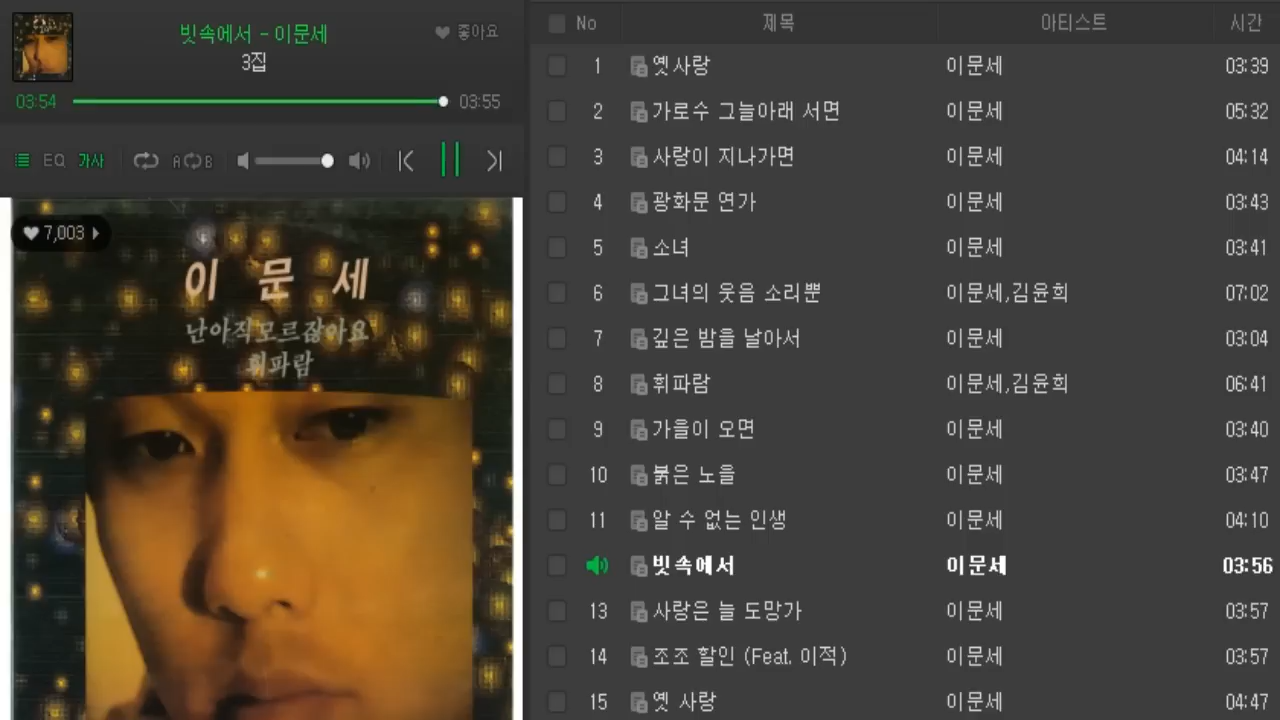 빗속에서 - 이문세
좋아요
3집
03:54
03:55
EQ 가사
A B
7,003
이 문 세
난아직모르잖아요
휘파람
No 제목 아티스트 시간
1 옛사랑 이문세 03:39
2 가로수 그늘아래 서면 이문세 05:32
3 사랑이 지나가면 이문세 04:14
4 광화문 연가 이문세 03:43
5 소녀 이문세 03:41
6 그녀의 웃음 소리뿐 이문세,김윤희 07:02
7 깊은 밤을 날아서 이문세 03:04
8 휘파람 이문세,김윤희 06:41
9 가을이 오면 이문세 03:40
10 붉은 노을 이문세 03:47
11 알 수 없는 인생 이문세 04:10
빗속에서 이문세 03:56
13 사랑은 늘 도망가 이문세 03:57
14 조조 할인 (Feat. 이적) 이문세 03:57
15 옛 사랑 이문세 04:47